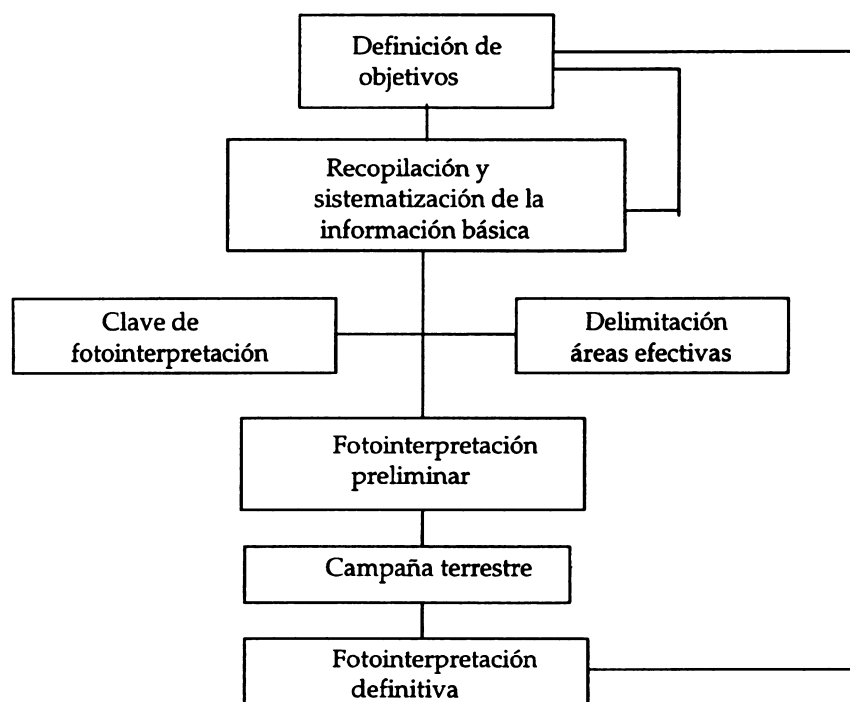 Definición de
objetivos
Recopilación y
sistematización de la
información básica
Clave de
fotointerpretación
Delimitación
áreas efectivas
Fotointerpretación
preliminar
Campaña terrestre
Fotointerpretación
definitiva